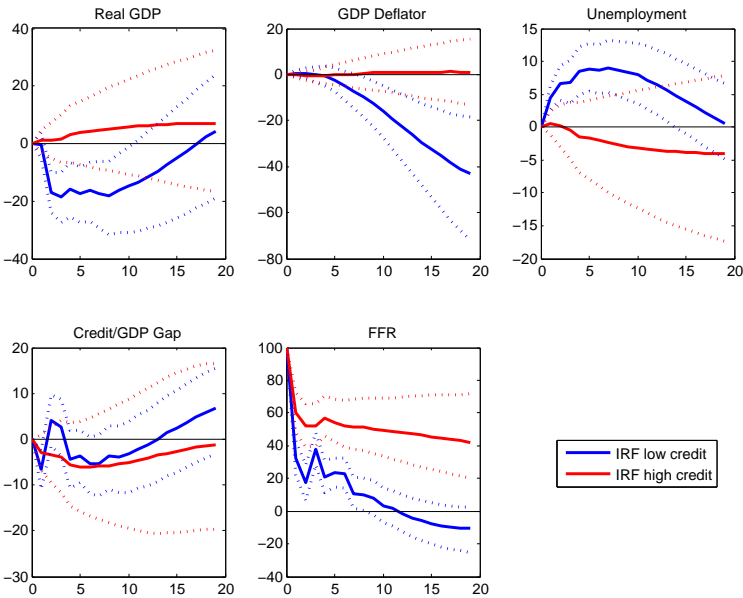 Real GDP
GDP Deflator
Unemployment
40
20
0
−20
−40
0 5 10 15 20
20
0
−20
−40
−60
−80
0 5 10 15 20
15
10
5
0
−5
−10
−15
−20
0 5 10 15 20
Credit/GDP Gap
FFR
20
10
0
−10
−20
−30
0 5 10 15 20
100
80
60
40
20
0
−20
−40
0 5 10 15 20
IRF low credit
IRF high credit